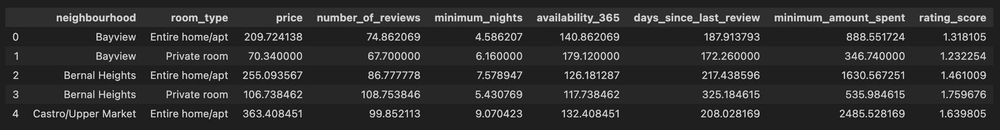 neighbourhood room_type price number_of_reviews minimum_nights availability_365 days_since_last_review minimum_amount_spent rating_score
0 Bayview Entire home/apt 209.724138 74.862069 4.586207 140.862069 187.913793 888.551724 1.318105
1 Bayview Private room 70.340000 67.700000 6.160000 179.120000 172.260000 346.740000 1.232254
2 Bernal Heights Entire home/apt 255.093567 86.777778 7.578947 126.181287 217.438596 1630.567251 1.461009
3 Bernal Heights Private room 106.738462 108.753846 5.430769 117.738462 325.184615 535.984615 1.759676
4 Castro/Upper Market Entire home/apt 363.408451 99.852113 9.070423 132.408451 208.028169 2485.528169 1.639805